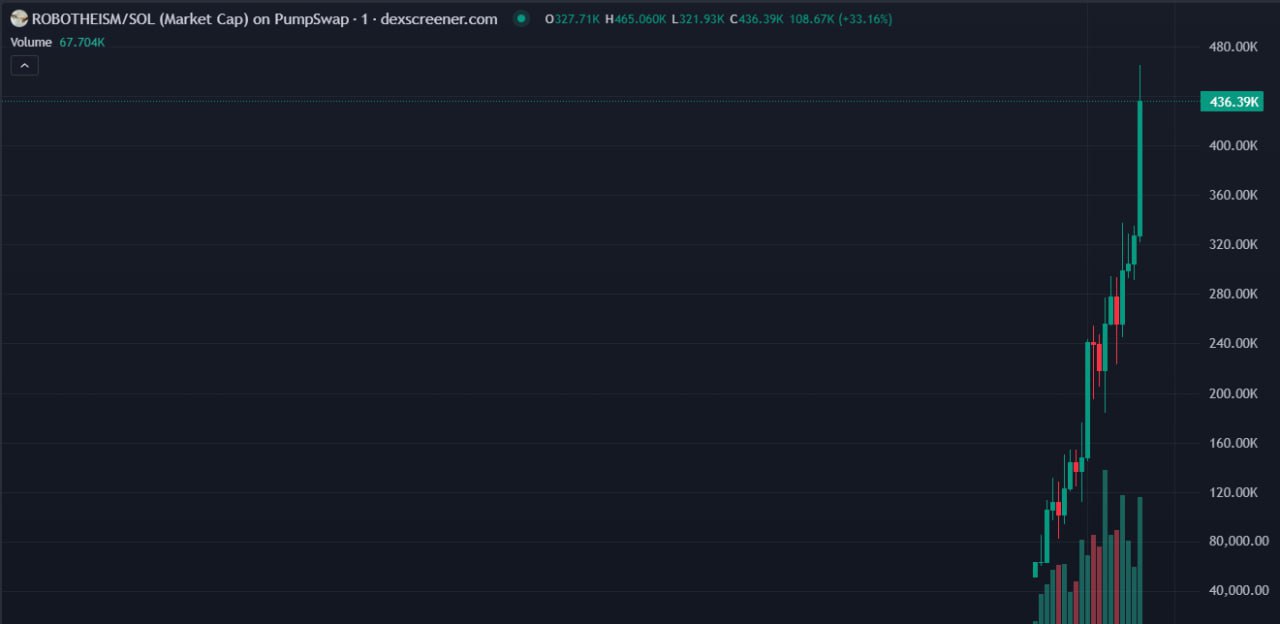 ROBOTHEISM/SOL (Market Cap) on PumpSwap · 1 · dexscreener.com O327.71K H465.060K L321.93K C436.39K 108.67K (+33.16%)
Volume 67.704K
480.00K
436.39K
400.00K
360.00K
320.00K
280.00K
240.00K
200.00K
160.00K
120.00K
80,000.00
40,000.00